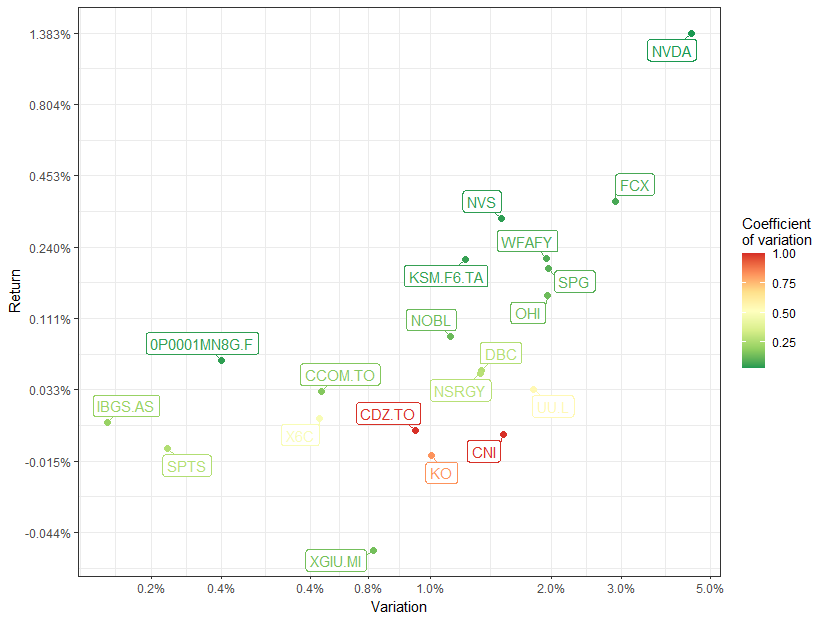 1.383%
NVDA
0.804%
0.453%
FCX
NVS
Coefficient
of variation
0.240%
WFAFY
1.00
KSM.F6.TA
SPG
0.75
0.111%
NOBL
OHI
0.50
0P0001MN8G.F
DBC
0.25
0.033%
CCOM.TO
NSRGY
IBGS.AS
CDZ.TO
UU.L
X6C
-0.015%
SPTS
KO
CNI
-0.044%
XGIU.MI
0.2%
0.4%
0.4%
0.8%
1.0%
2.0%
3.0%
5.0%
Variation
Return